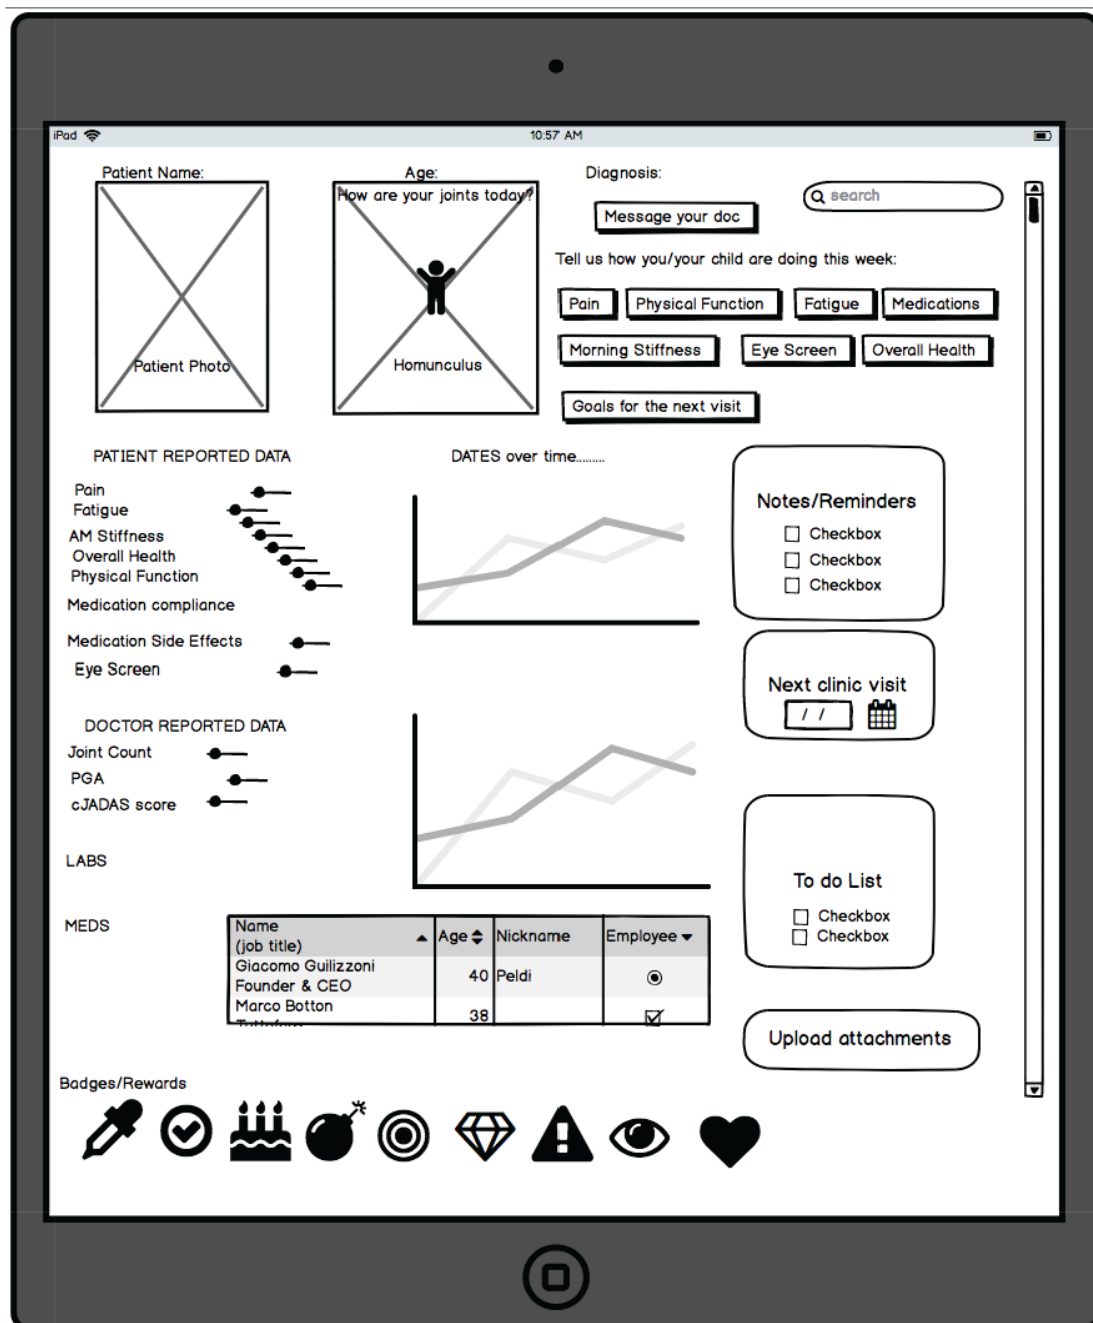 iPad 10:57 AM
Patient Name: Age: Diagnosis:
How are your joints today?
search
Message your doc
Tell us how you/your child are doing this week:
Pain Physical Function Fatigue Medications
Morning Stiffness Eye Screen Overall Health
Patient Photo
Homunculus
Goals for the next visit
PATIENT REPORTED DATA
Pain
Fatigue
AM Stiffness
Overall Health
Physical Function
Medication compliance
Medication Side Effects
Eye Screen
DATES over time.........
Notes/Reminders
Checkbox
Checkbox
Checkbox
Next clinic visit
/ /
DOCTOR REPORTED DATA
Joint Count
PGA
cJADAS score
LABS
To do List
Checkbox
Checkbox
MEDS
Name
(job title) Age Nickname Employee
Giacomo Guilizzoni
Founder & CEO 40 Peldi
Marco Botton
38
Upload attachments
Badges/Rewards